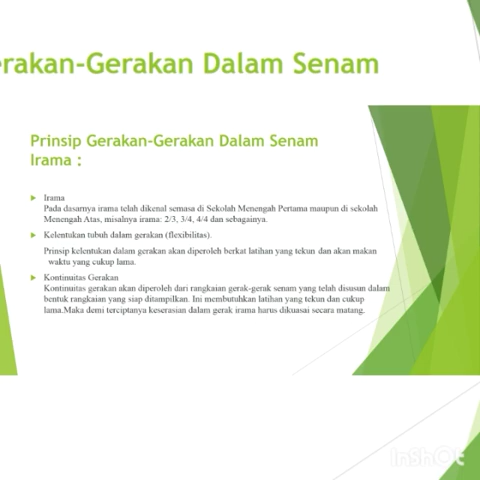 erakan-Gerakan Dalam Senam
Prinsip Gerakan-Gerakan Dalam Senam
Irama :
Irama
Pada dasarnya irama telah dikenal semasa di Sekolah Menengah Pertama maupun di sekolah
Menengah Atas, misalnya irama: 2/3, 3/4, 4/4 dan sebagainya.
Kelentukan tubuh dalam gerakan (flexibilitas).
Prinsip kelentukan dalam gerakan akan diperoleh berkat latihan yang tekun dan akan makan
waktu yang cukup lama.
Kontinuitas Gerakan
Kontinuitas gerakan akan diperoleh dari rangkaian gerak-gerak senam yang telah disusun dalam
bentuk rangkaian yang siap ditampilkan. Ini membutuhkan latihan yang tekun dan cukup
lama.Maka demi terciptanya keserasian dalam gerak irama harus dikuasai secara matang.
InShOt